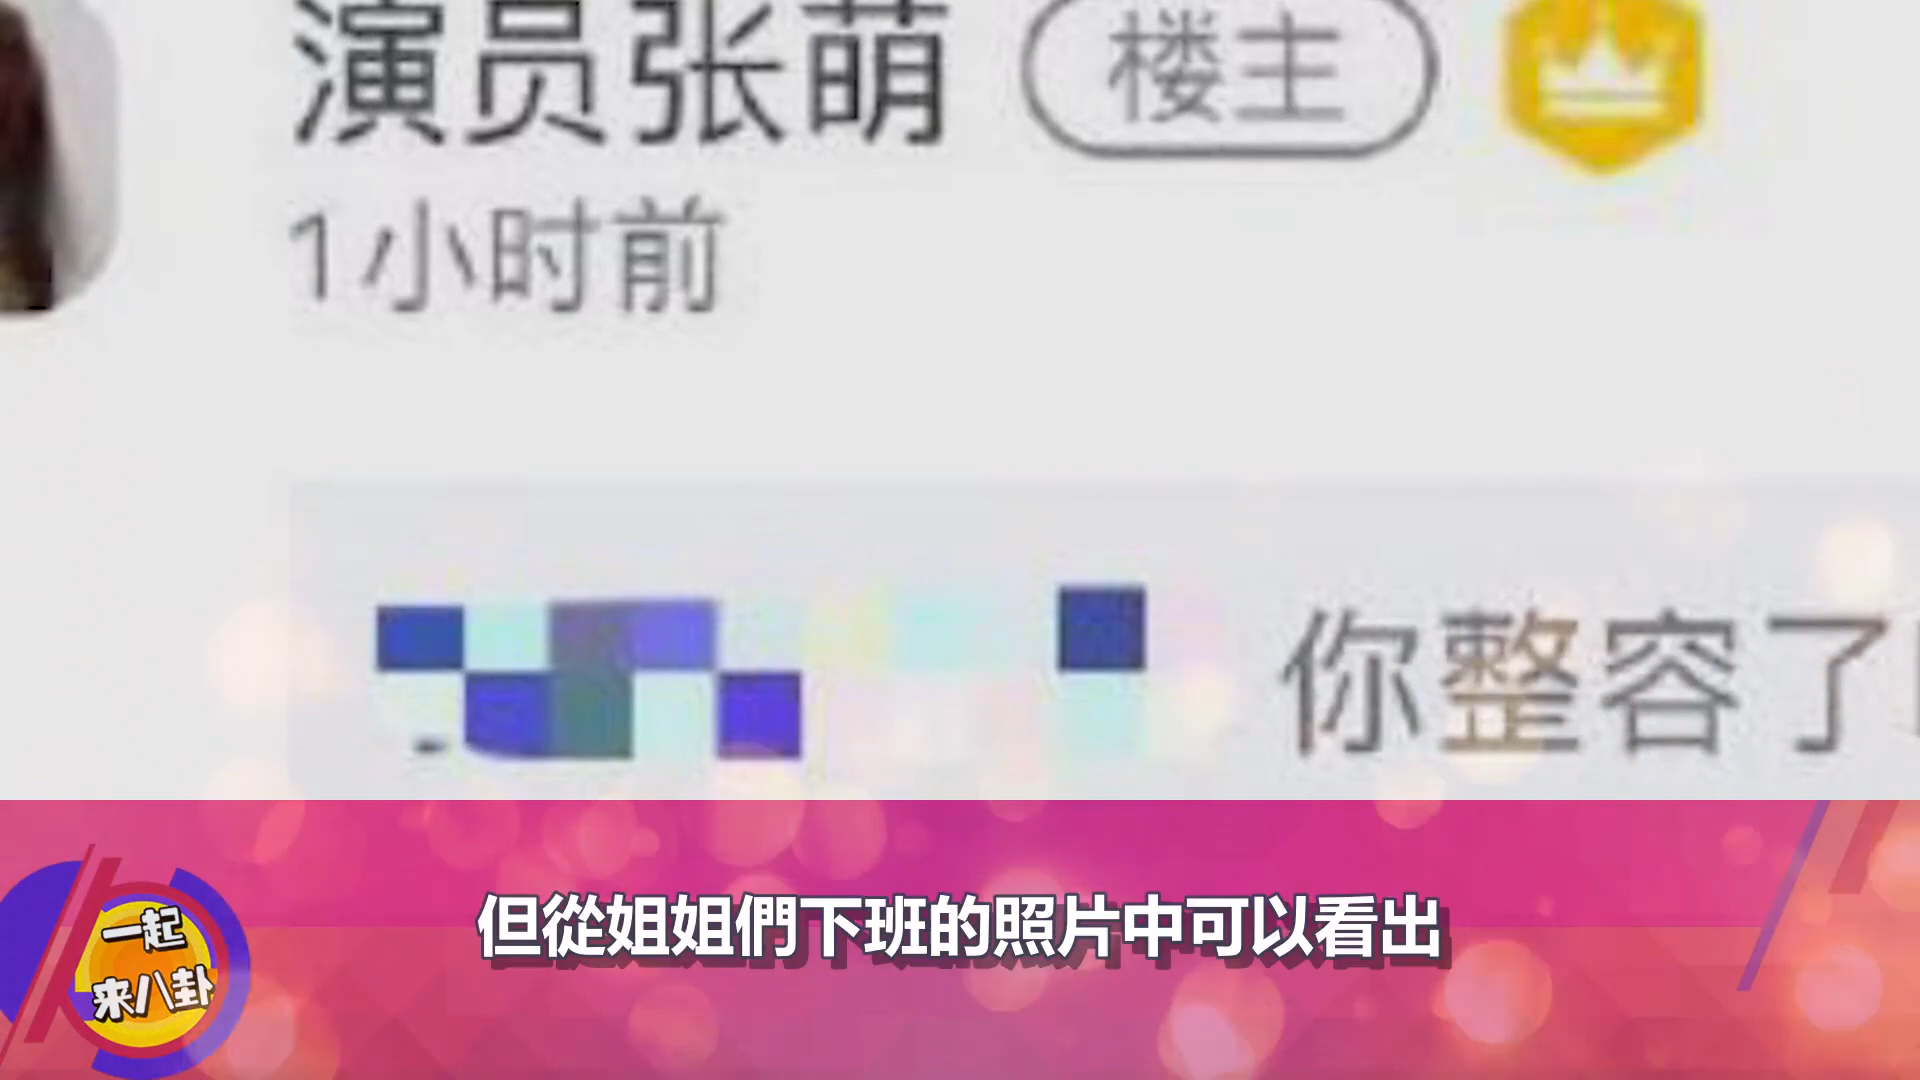 演员张萌 楼主
1小时前
你整容了
但從姐姐們下班的照片中可以看出
一起
来八卦